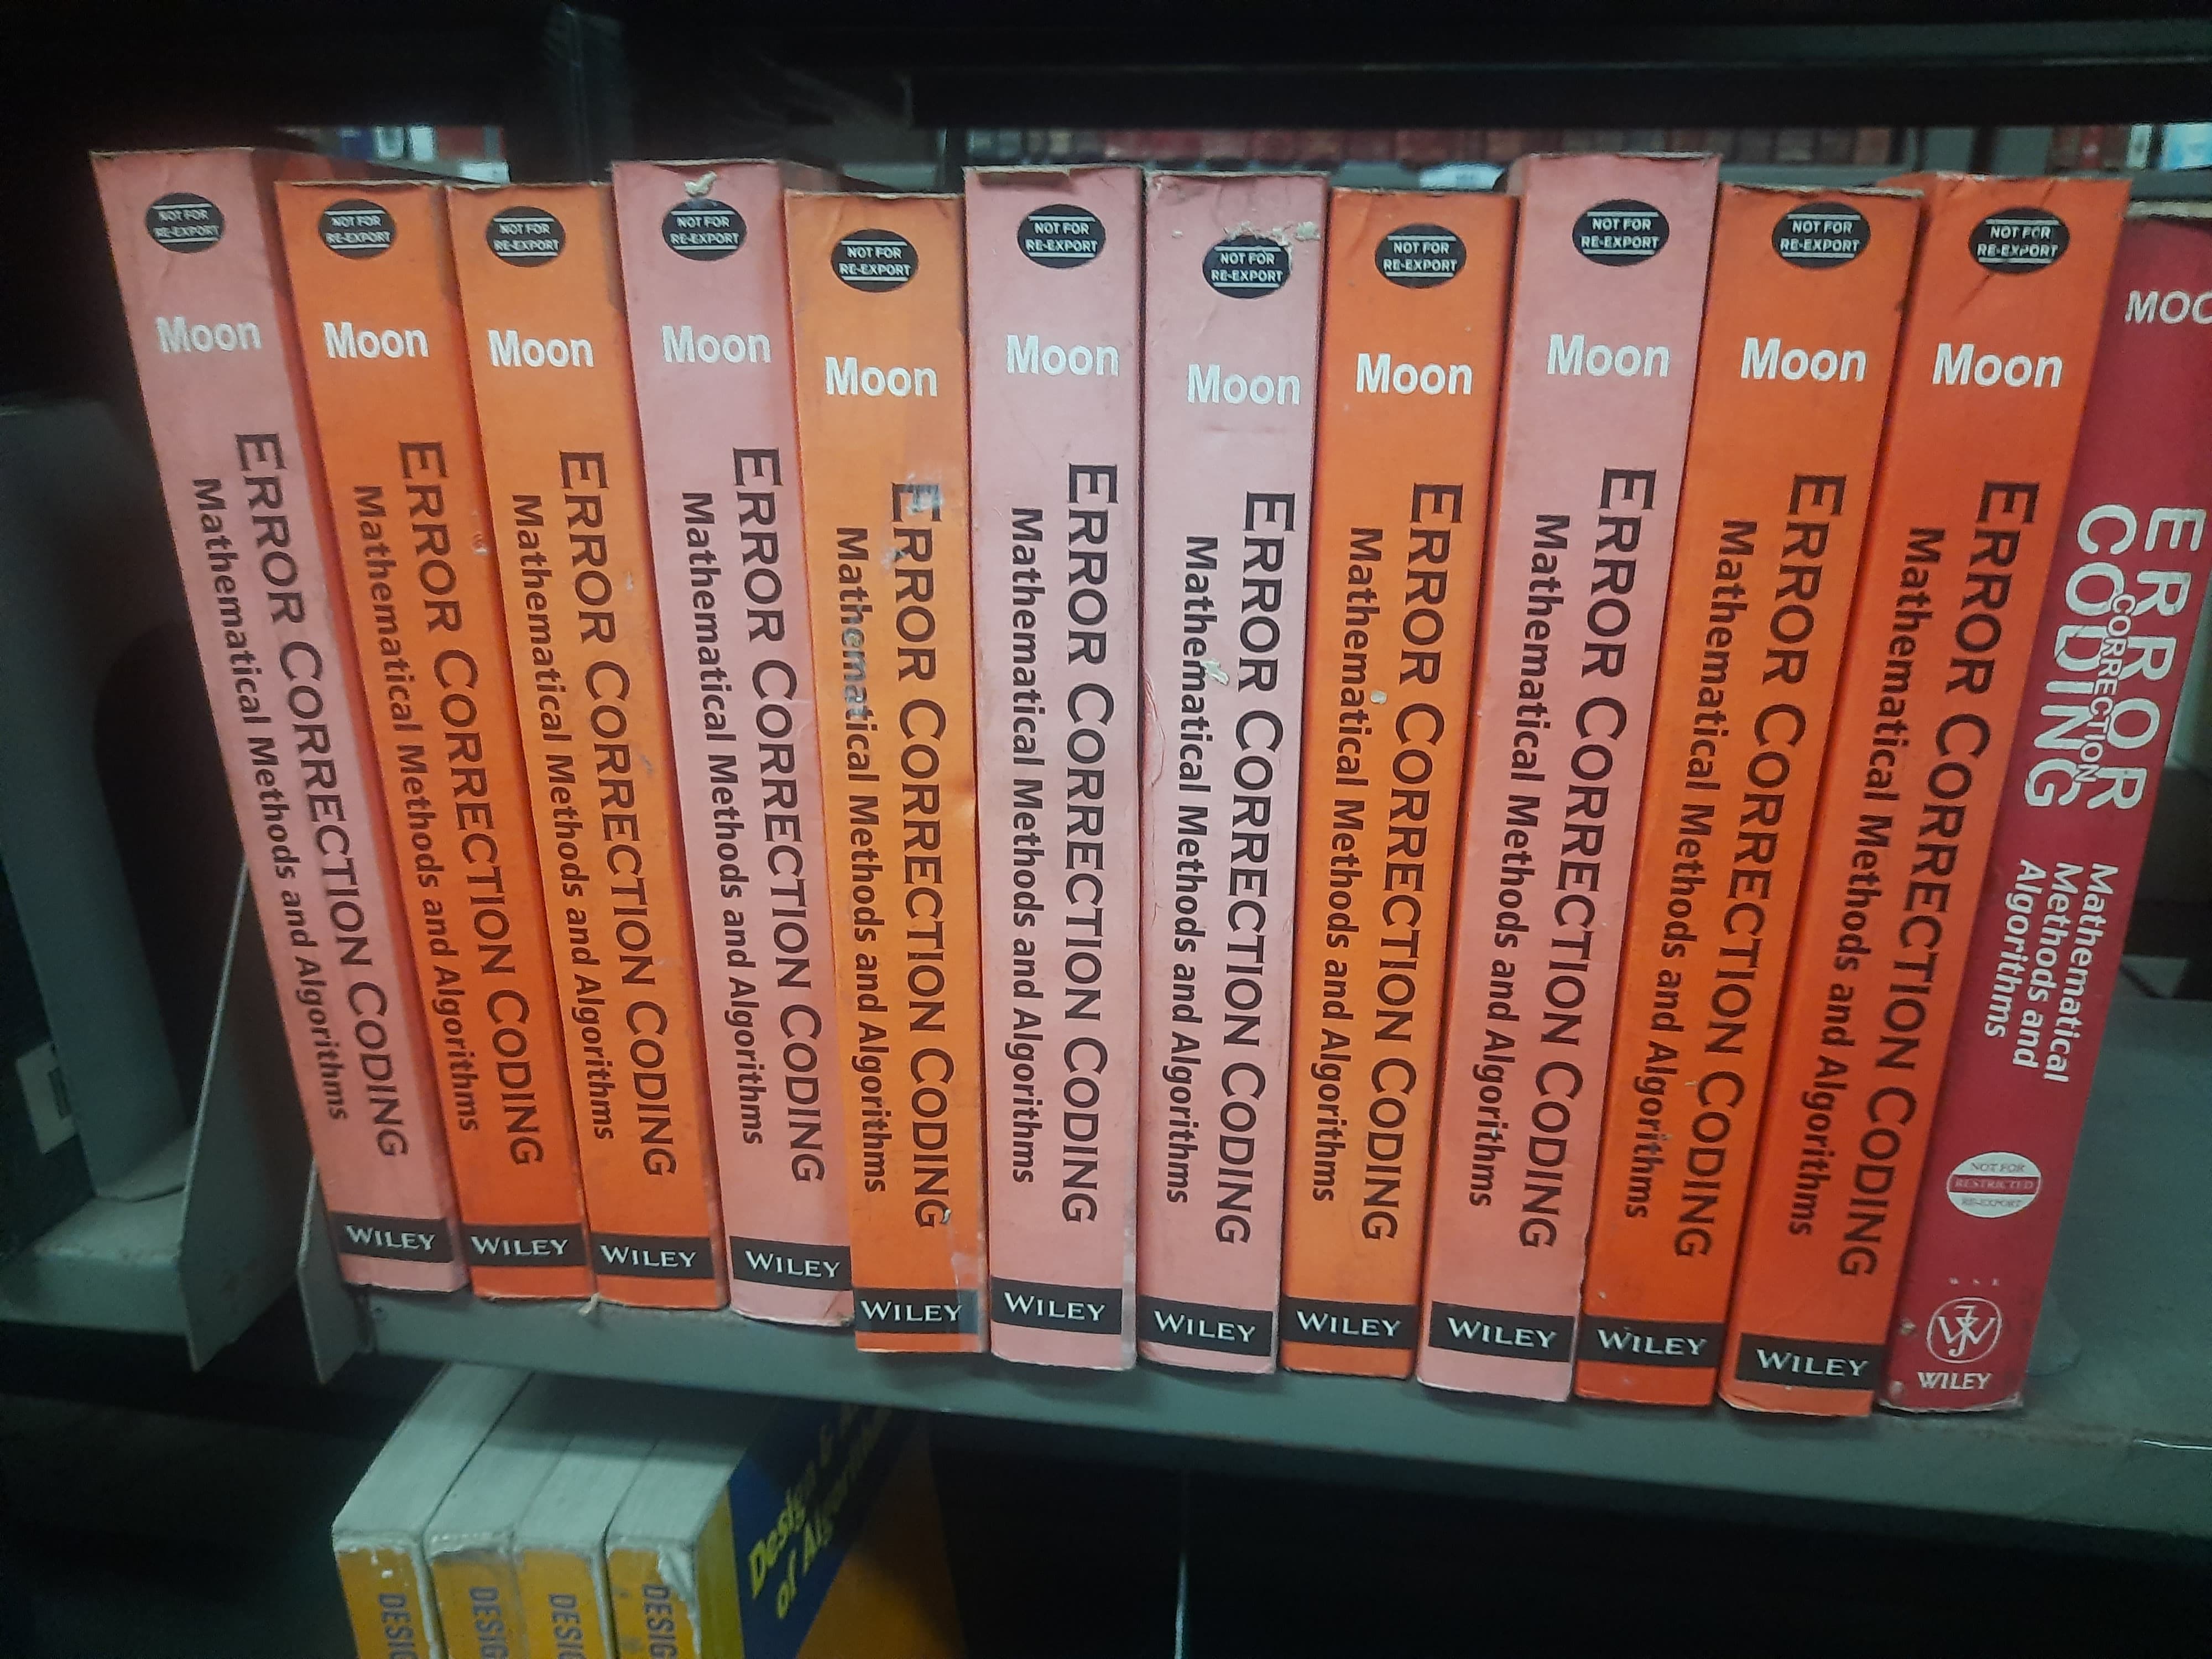 NOT FOR
RE-EXPORT
Moon
ERROR CORRECTION CODING
Mathematical Methods and Algorithms
WILEY
NOT FOR
RE-EXPORT
Moon
ERROR CORRECTION CODING
Mathematical Methods and Algorithms
WILEY
NOT FOR
RE-EXPORT
Moon
ERROR CORRECTION CODING
Mathematical Methods and Algorithms
WILEY
NOT FOR
RE-EXPORT
Moon
ERROR CORRECTION CODING
Mathematical Methods and Algorithms
WILEY
NOT FOR
RE-EXPORT
Moon
ERROR CORRECTION CODING
Mathematical Methods and Algorithms
WILEY
NOT FOR
RE-EXPORT
Moon
ERROR CORRECTION CODING
Mathematical Methods and Algorithms
WILEY
NOT FOR
RE-EXPORT
Moon
ERROR CORRECTION CODING
Mathematical Methods and Algorithms
WILEY
NOT FOR
RE-EXPORT
Moon
ERROR CORRECTION CODING
Mathematical Methods and Algorithms
WILEY
NOT FOR
RE-EXPORT
Moon
ERROR CORRECTION CODING
Mathematical Methods and Algorithms
WILEY
NOT FOR
RE-EXPORT
Moon
ERROR CORRECTION CODING
Mathematical Methods and Algorithms
WILEY
NOT FOR
RE-EXPORT
Moon
ERROR CORRECTION CODING
Mathematical Methods and Algorithms
WILEY
MOO
ERROR
CORRECTION
CODING
Mathematical
Methods and
Algorithms
NOT FOR
RESTRICTED
RE-EXPORT
WILEY
DESIG
DESIG
DESIG
DESIG
Design &
of Algorithm